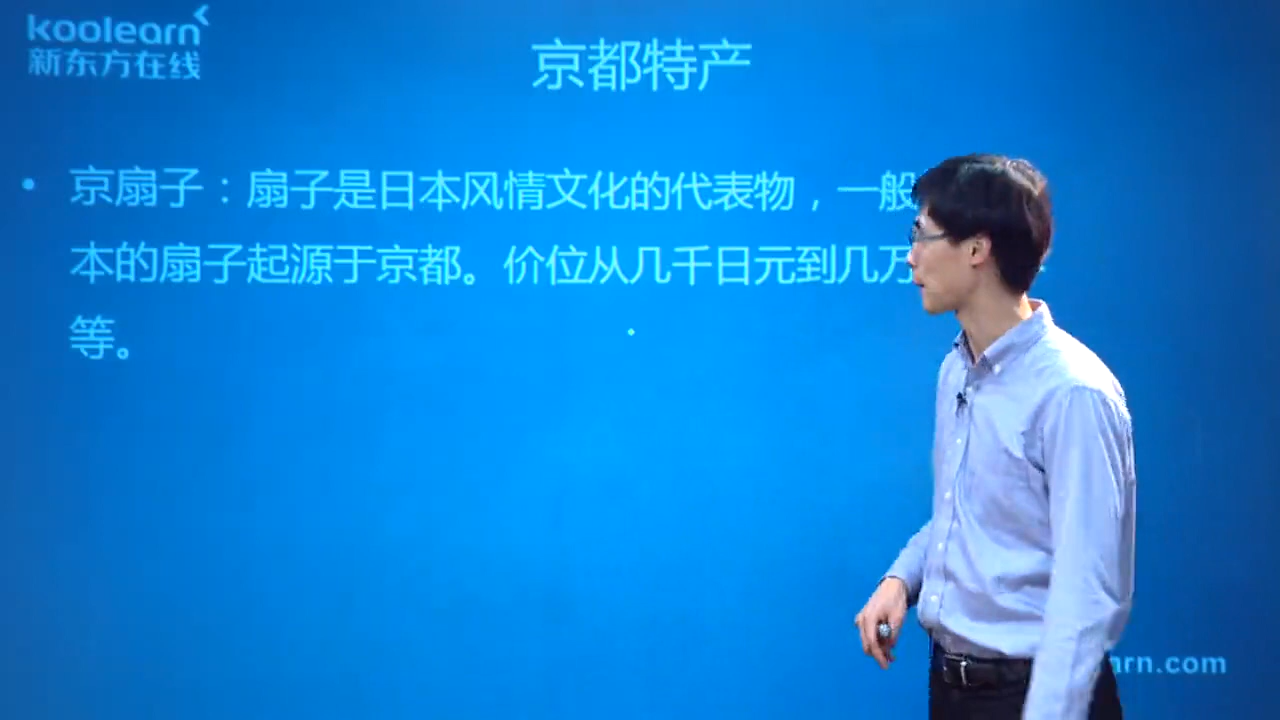 koolearn
新东方在线
京都特产
• 京扇子：扇子是日本风情文化的代表物，一般
本的扇子起源于京都。价位从几千日元到几万
等。
arn.com